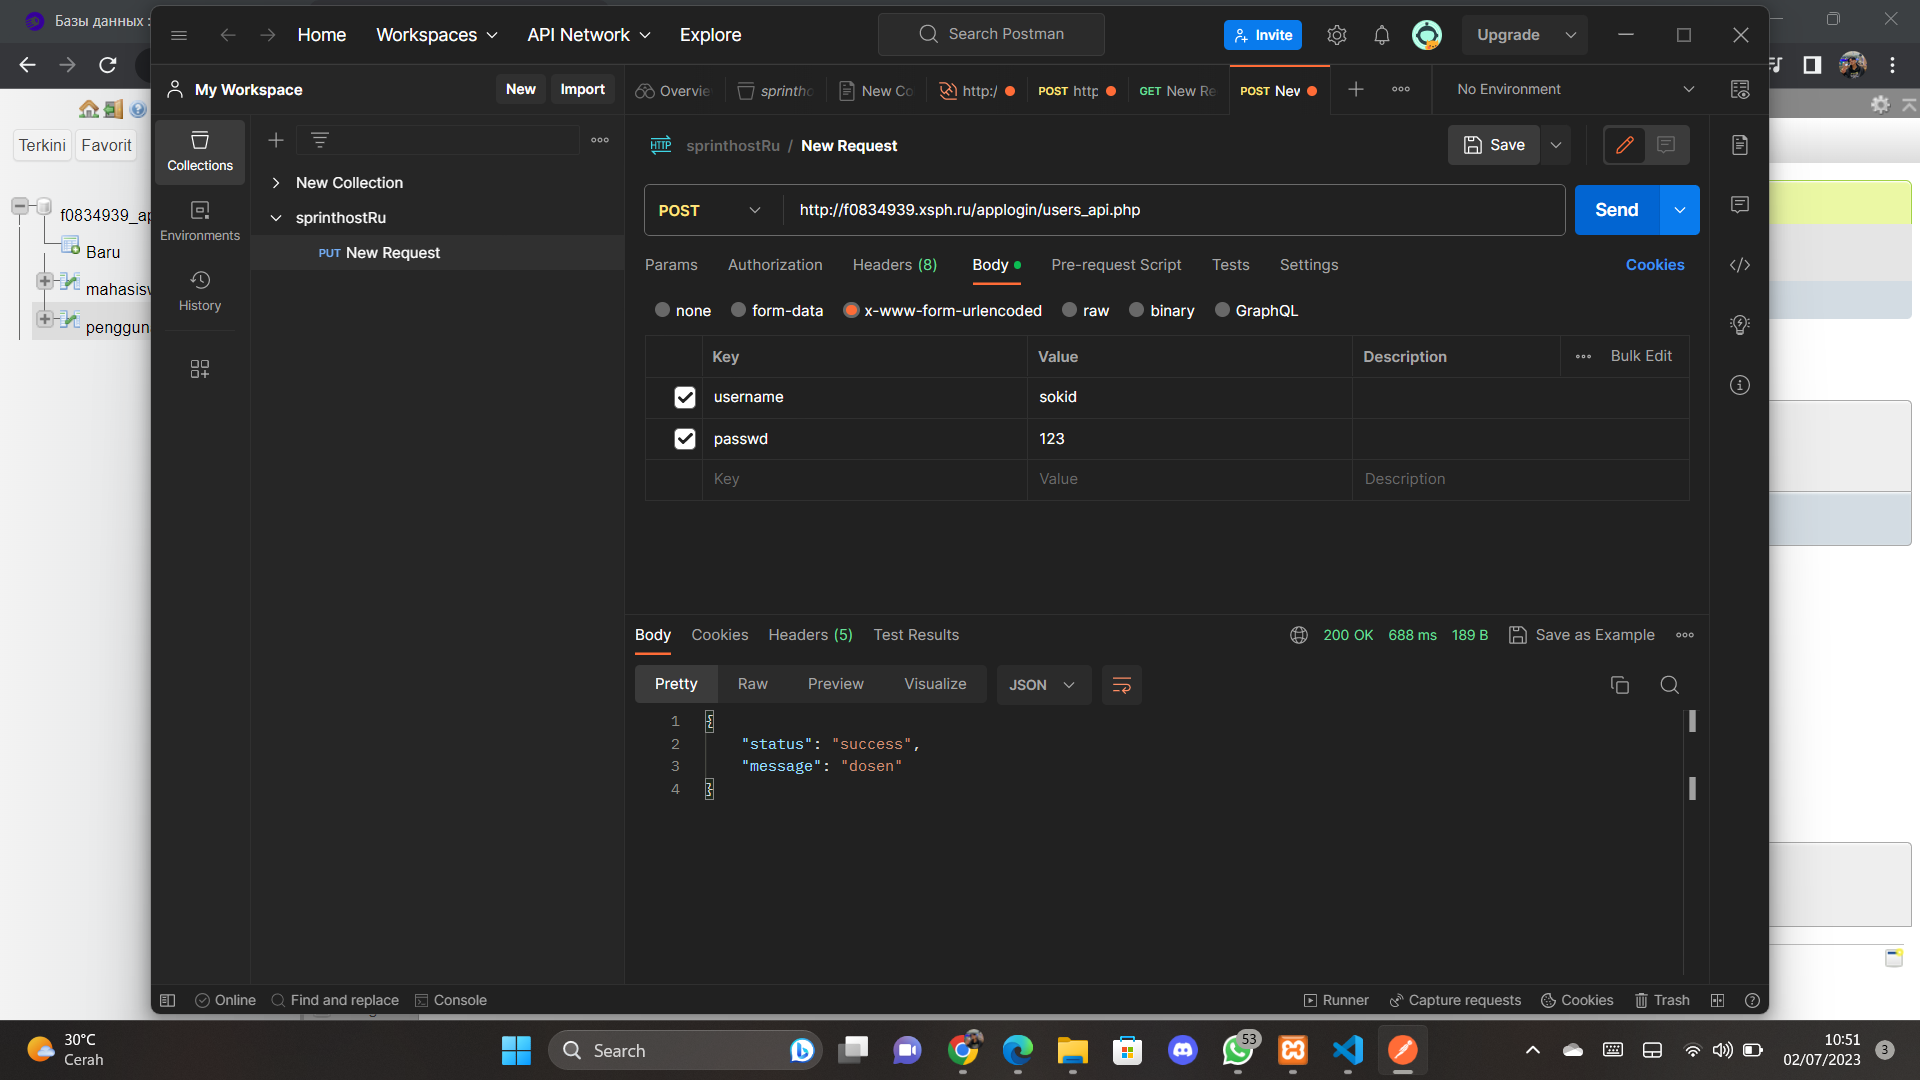 Базы данных :
Home
Workspaces
API Network
Explore
Search Postman
Invite
Upgrade
My Workspace
New
Import
Overvie
sprintho
New Co
http:/
POST http
GET New Re
POST New
No Environment
Terkini
Favorit
f0834939_ap
Baru
mahasisw
penggun
Collections
Environments
History
New Collection
sprinthostRu
PUT New Request
HTTP sprinthostRu / New Request
Save
POST
http://f0834939.xsph.ru/applogin/users_api.php
Send
Params
Authorization
Headers (8)
Body
Pre-request Script
Tests
Settings
Cookies
none
form-data
x-www-form-urlencoded
raw
binary
GraphQL
Key
Value
Description
Bulk Edit
username
sokid
passwd
123
Key
Value
Description
Body
Cookies
Headers (5)
Test Results
200 OK
688 ms
189 B
Save as Example
Pretty
Raw
Preview
Visualize
JSON
1 {
2 "status": "success",
3 "message": "dosen"
4 }
Online
Find and replace
Console
Runner
Capture requests
Cookies
Trash
30°C
Cerah
Search
53
10:51
02/07/2023
3